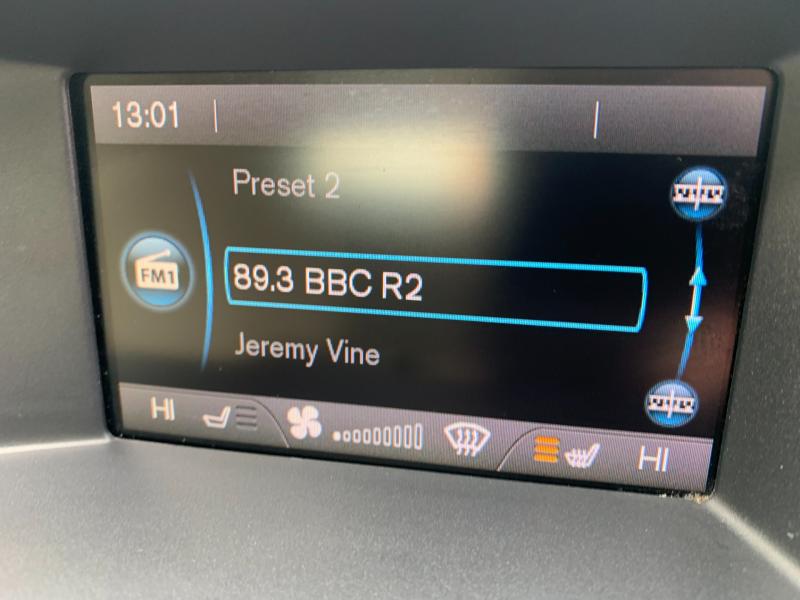 13:01
Preset 2
FM1
89.3 BBC R2
Jeremy Vine
HI HI